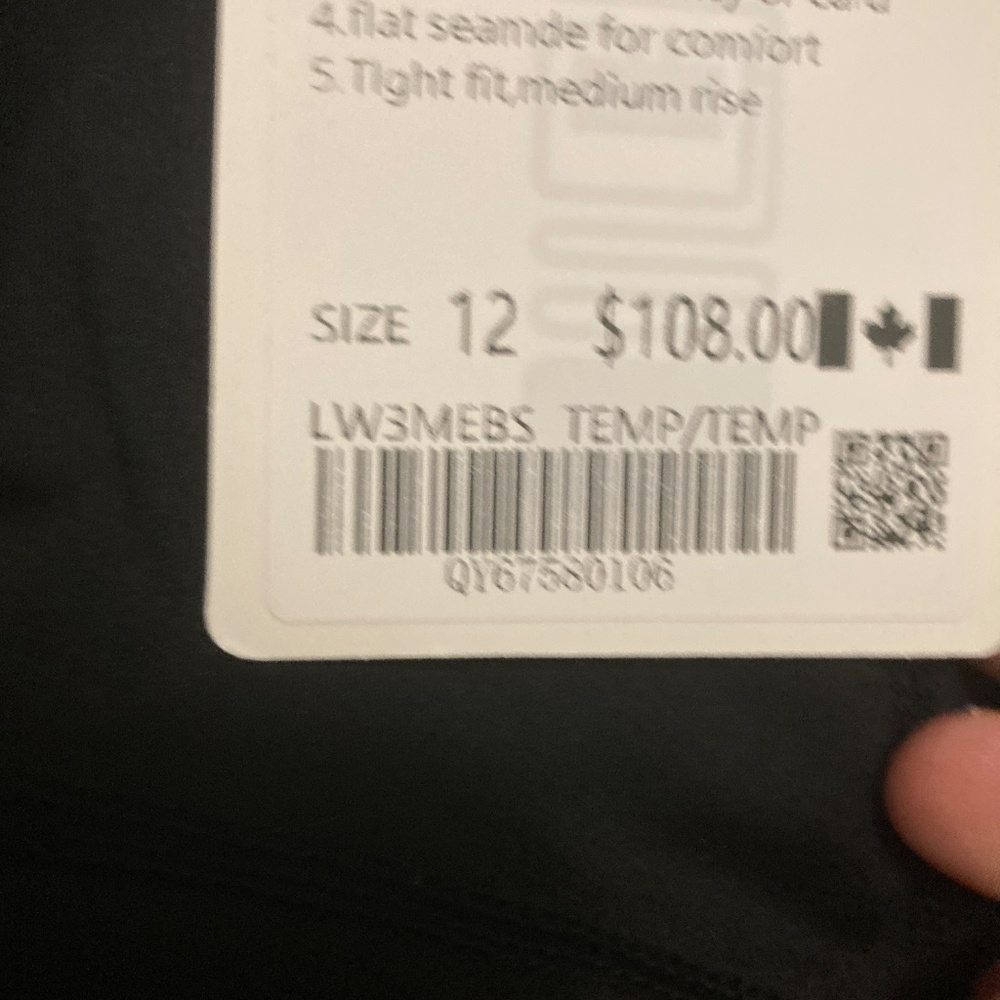 4.flat seamde for comfort
5.Tight fit,medium rise
SIZE 12 $108.00
LW3MEBS TEMP/TEMP
QY67580106